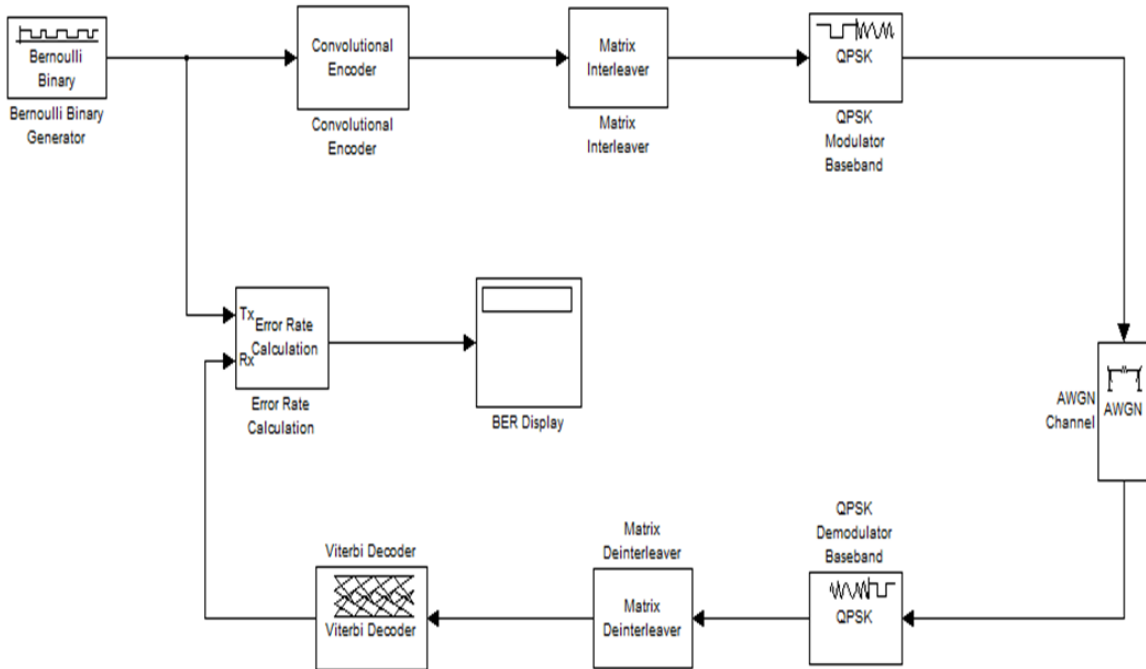 Bernoulli
Binary
Bernoulli Binary
Generator
Convolutional
Encoder
Convolutional
Encoder
Matrix
Interleaver
Matrix
Interleaver
QPSK
QPSK
Modulator
Baseband
Tx
Error Rate
Calculation
Rx
Error Rate
Calculation
BER Display
AWGN
Channel
AWGN
Viterbi Decoder
Viterbi Decoder
Matrix
Deinterleaver
Matrix
Deinterleaver
QPSK
Demodulator
Baseband
QPSK